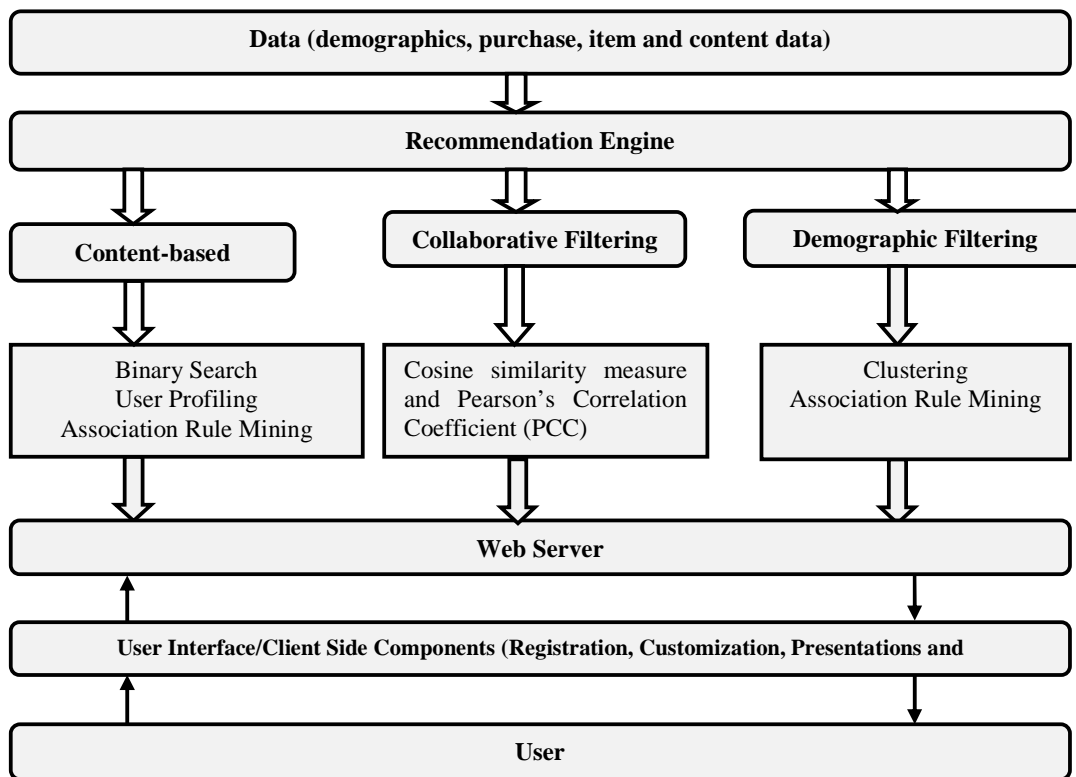 Data (demographics, purchase, item and content data)
Recommendation Engine
Content-based
Collaborative Filtering
Demographic Filtering
Binary Search
User Profiling
Association Rule Mining
Cosine similarity measure
and Pearson’s Correlation
Coefficient (PCC)
Clustering
Association Rule Mining
Web Server
User Interface/Client Side Components (Registration, Customization, Presentations and
User